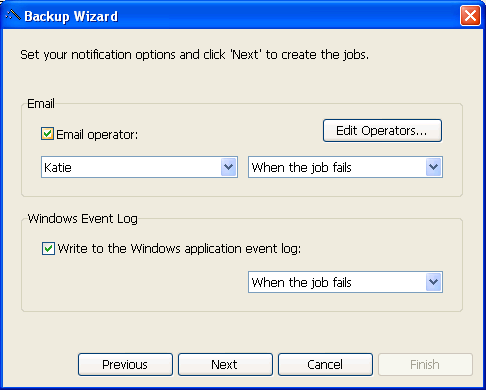 Backup Wizard
Set your notification options and click 'Next' to create the jobs.
Email
Email operator:
Edit Operators...
Katie
When the job fails
Windows Event Log
Write to the Windows application event log:
When the job fails
Previous
Next
Cancel
Finish